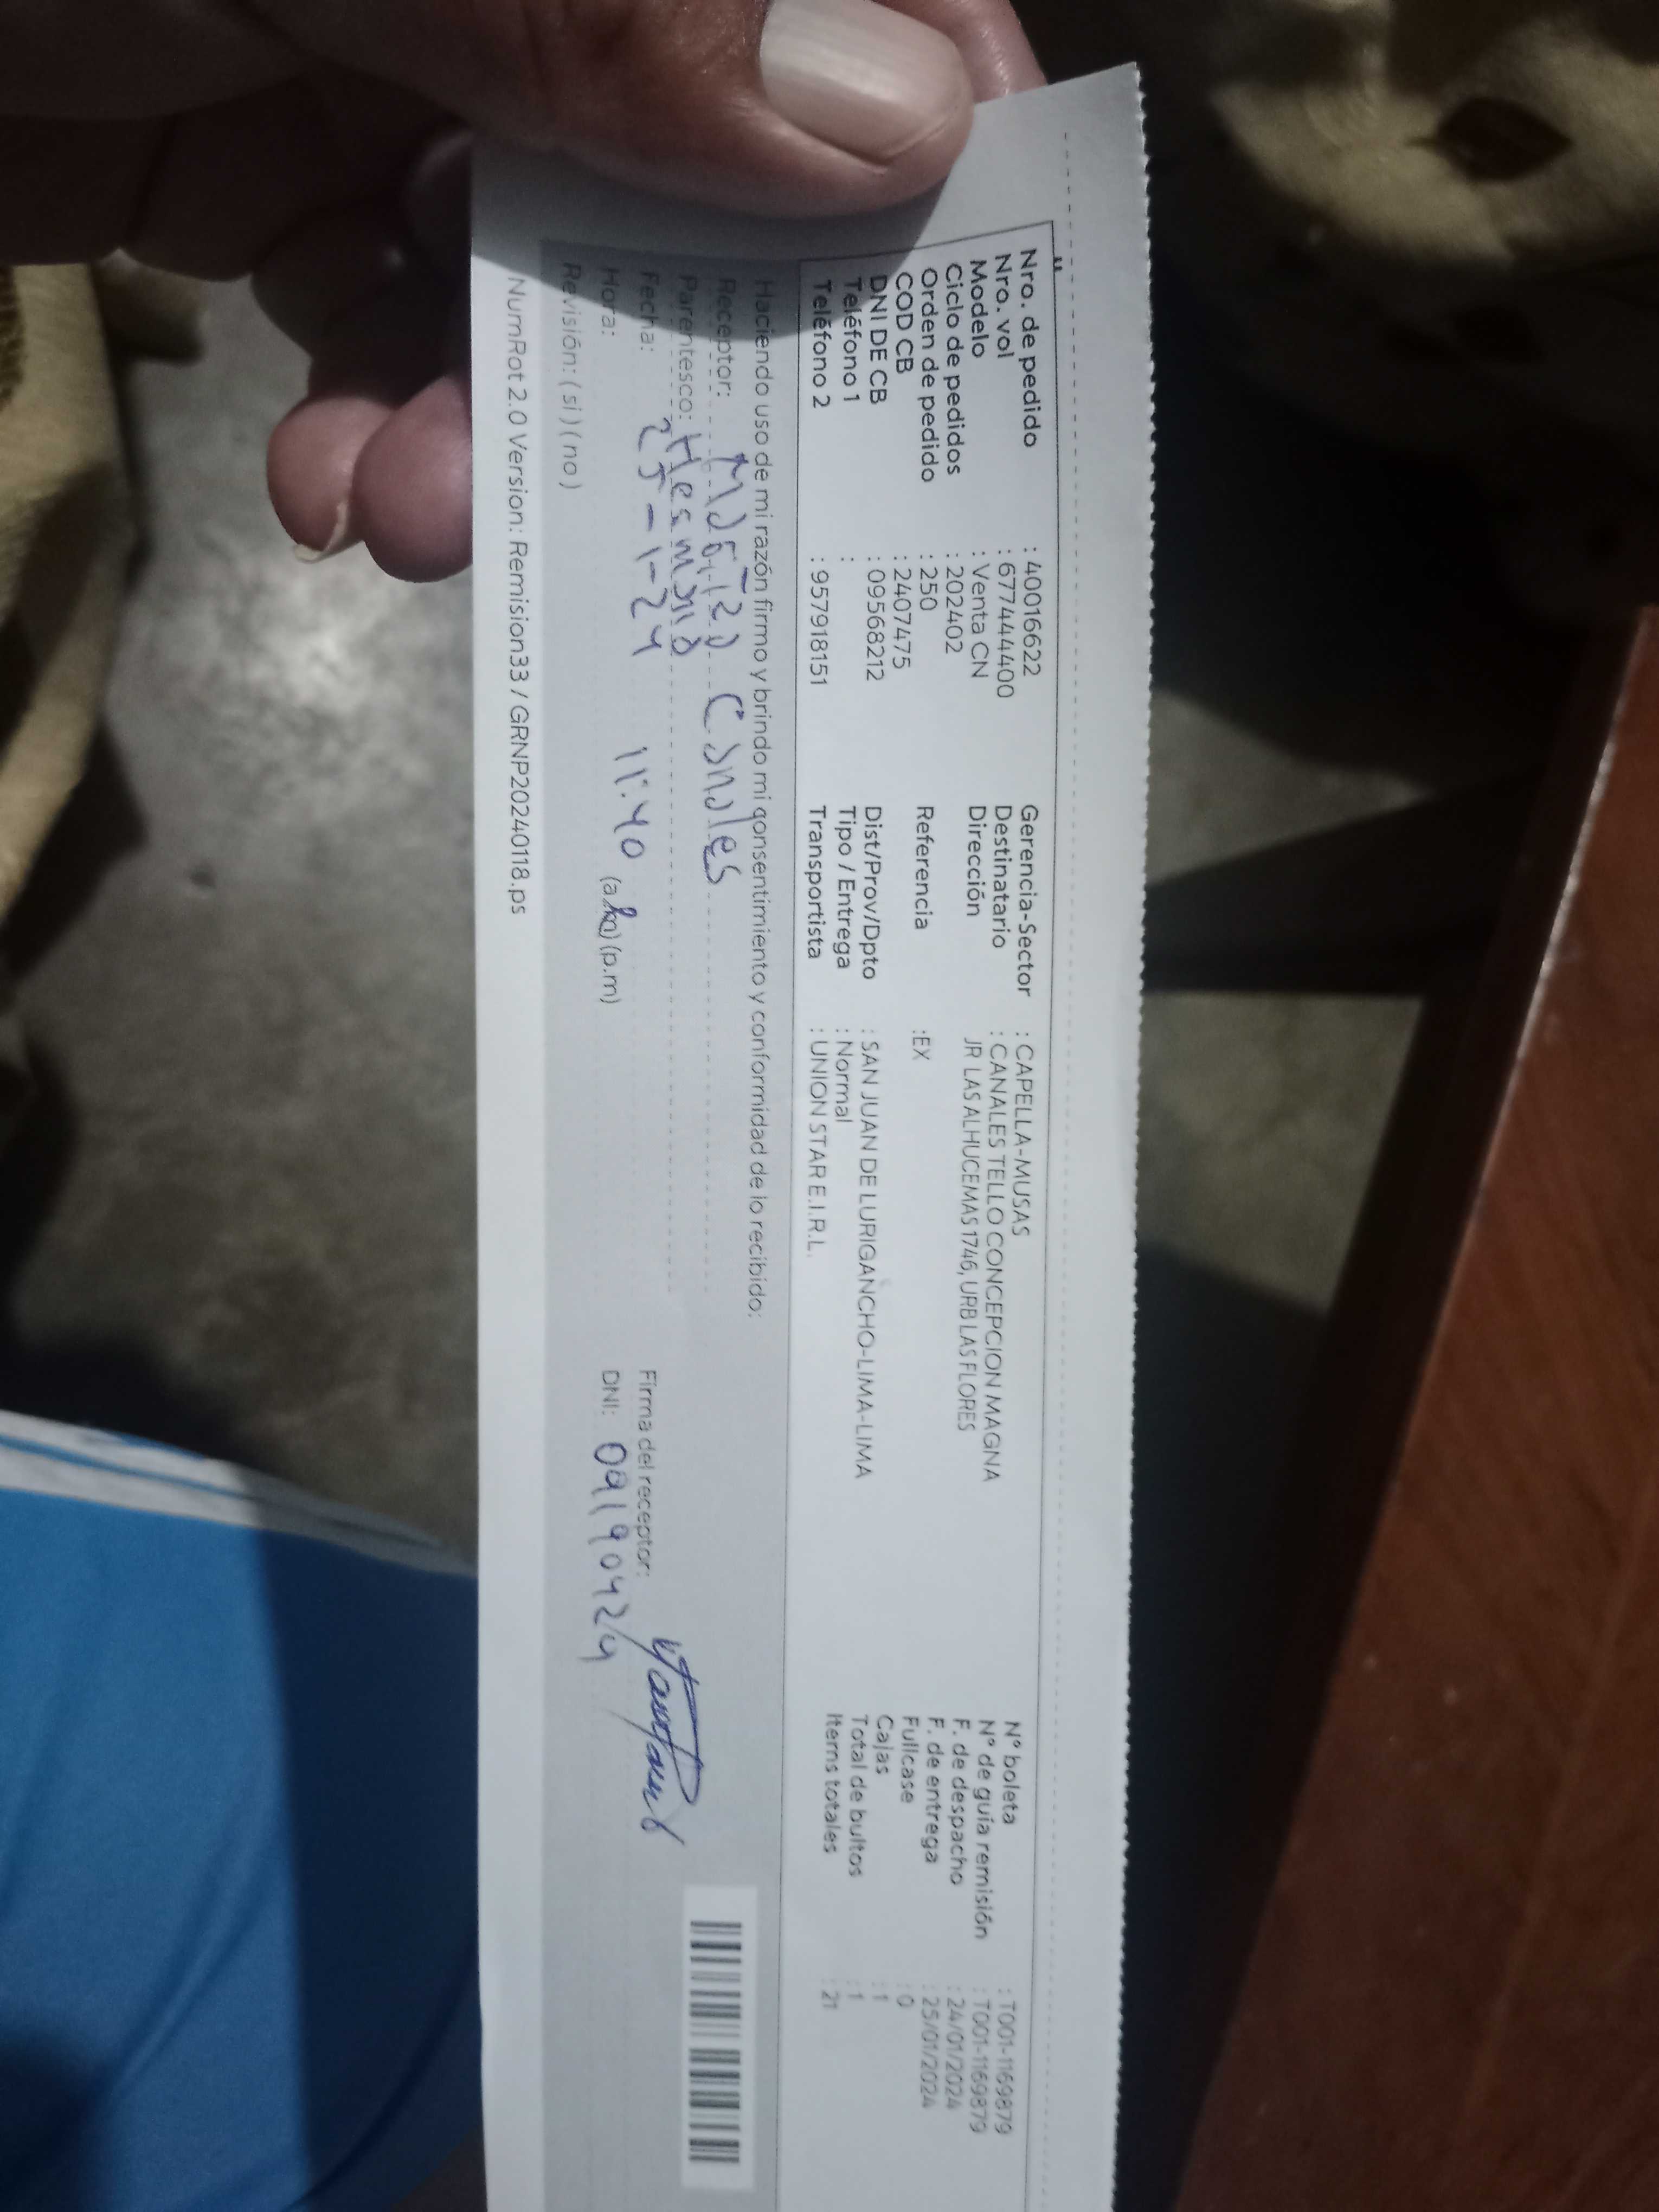 Nro. de pedido : 40016622 Gerencia-Sector : CAPELLA-MUSAS N° boleta : T001-1169879
Nro. vol : 677444400 Destinatario : CANALES TELLO CONCEPCION MAGNA N° de guía remisión : T001-1169879
Modelo : Venta CN Dirección JR LAS ALHUCEMAS 1746, URB LAS FLORES F. de despacho : 24/01/2024
Ciclo de pedidos : 202402 F. de entrega : 25/01/2024
Orden de pedido : 250 Referencia :EX Fullcase : 0
COD CB : 2407475 Cajas : 1
DNI DE CB : 09568212 Dist/Prov/Dpto : SAN JUAN DE LURIGANCHO-LIMA-LIMA Total de bultos : 1
Teléfono 1 : Tipo / Entrega : Normal Items totales : 21
Teléfono 2 : 957918151 Transportista : UNION STAR E.I.R.L.
Haciendo uso de mi razón firmo y brindo mi consentimiento y conformidad de lo recibido:
Receptor: Canales
Parentesco: Hermana
Fecha: 25-1-24 Firma del receptor:
Hora: 11:40 (a.m) (p.m) DNI: 09190424
Revisión: (si) (no)
NumRot 2.0 Version: Remision33 / GRNP20240118.ps